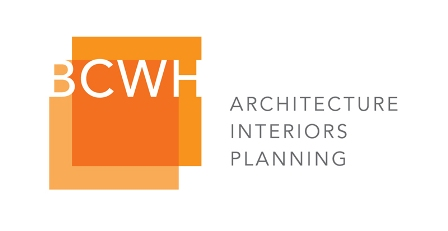 BCWH
ARCHITECTURE
INTERIORS
PLANNING